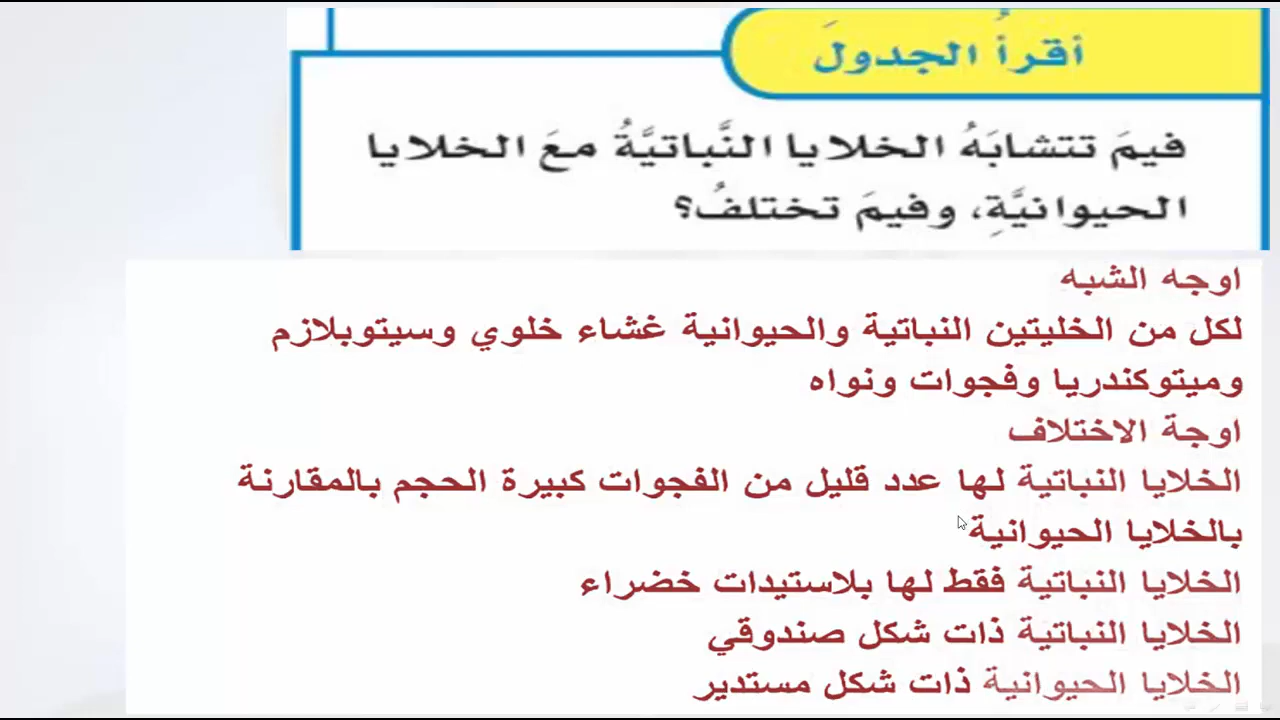 أقرأُ الجدولَ
فيمَ تتشابَهُ الخلايا النَّباتيَّةُ معَ الخلايا
الحيوانيَّةِ، وفيمَ تختلفُ؟
اوجه الشبه
لكل من الخليتين النباتية والحيوانية غشاء خلوي وسيتوبلازم
وميتوكندريا وفجوات ونواه
اوجة الاختلاف
الخلايا النباتية لها عدد قليل من الفجوات كبيرة الحجم بالمقارنة
بالخلايا الحيوانية
الخلايا النباتية فقط لها بلاستيدات خضراء
الخلايا النباتية ذات شكل صندوقي
الخلايا الحيوانية ذات شكل مستدير